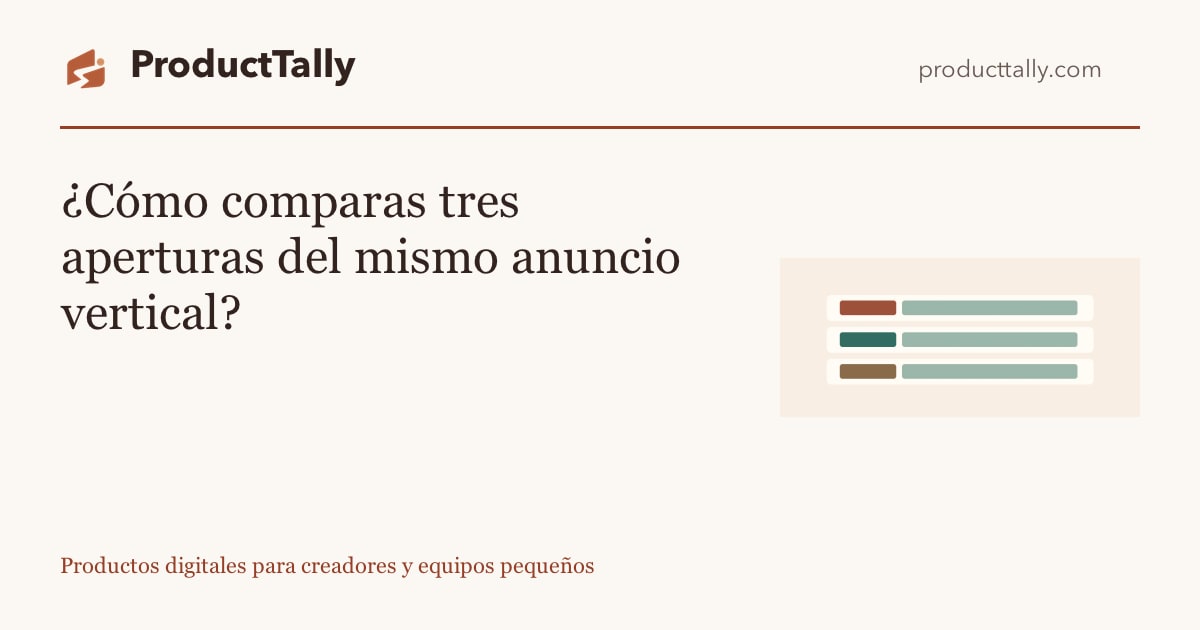 ProductTally
producttally.com
¿Cómo comparas tres
aperturas del mismo anuncio
vertical?
Productos digitales para creadores y equipos pequeños